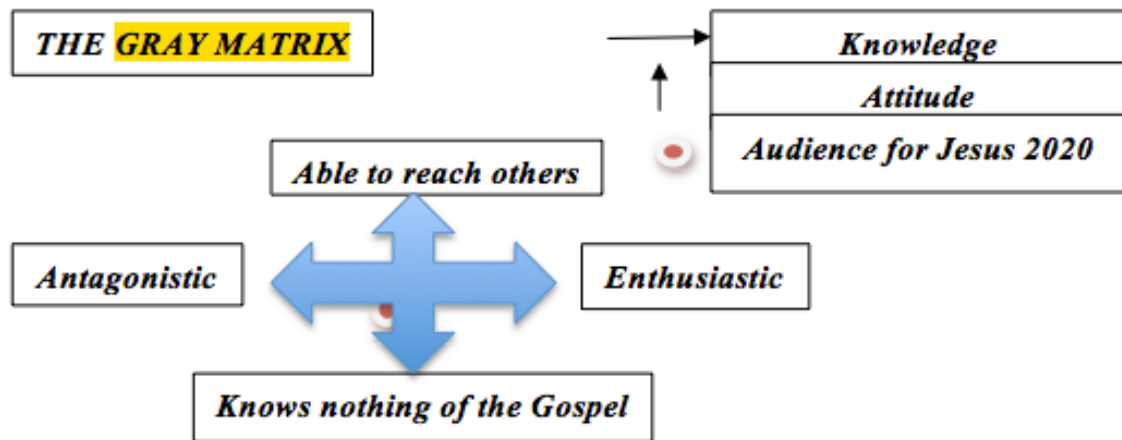 THE GRAY MATRIX
Knowledge
Attitude
Audience for Jesus 2020
Able to reach others
Antagonistic
Enthusiastic
Knows nothing of the Gospel